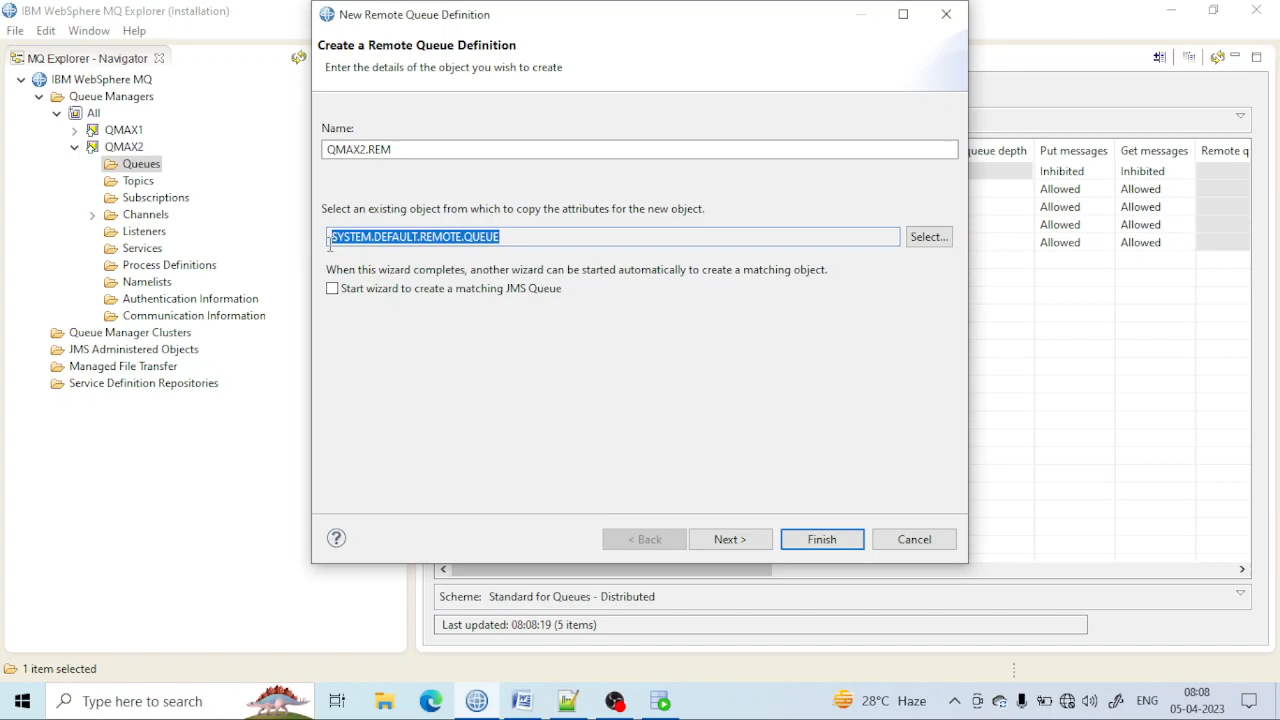 IBM WebSphere MQ Explorer (Installation)
File Edit Window Help
MQ Explorer - Navigator
IBM WebSphere MQ
Queue Managers
All
QMAX1
QMAX2
Queues
Topics
Subscriptions
Channels
Listeners
Services
Process Definitions
Namelists
Authentication Information
Communication Information
Queue Manager Clusters
JMS Administered Objects
Managed File Transfer
Service Definition Repositories
New Remote Queue Definition
Create a Remote Queue Definition
Enter the details of the object you wish to create
Name:
QMAX2.REM
Select an existing object from which to copy the attributes for the new object.
SYSTEM.DEFAULT.REMOTE.QUEUE
Select...
When this wizard completes, another wizard can be started automatically to create a matching object.
Start wizard to create a matching JMS Queue
< Back Next > Finish Cancel
queue depth Put messages Get messages Remote q
Inhibited Inhibited
Allowed Allowed
Allowed Allowed
Allowed Allowed
Allowed Allowed
Scheme: Standard for Queues - Distributed
Last updated: 08:08:19 (5 items)
1 item selected
Type here to search
28°C Haze
ENG
08:08
05-04-2023